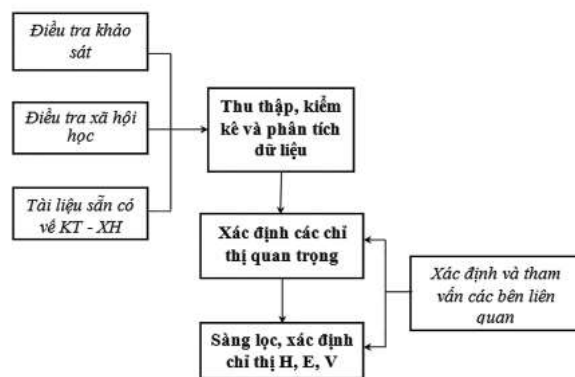 Điều tra khảo
sát
Điều tra xã hội
học
Tài liệu sẵn có
về KT - XH
Thu thập, kiểm
kê và phân tích
dữ liệu
Xác định các chỉ
thị quan trọng
Sàng lọc, xác định
chỉ thị H, E, V
Xác định và tham
vấn các bên liên
quan